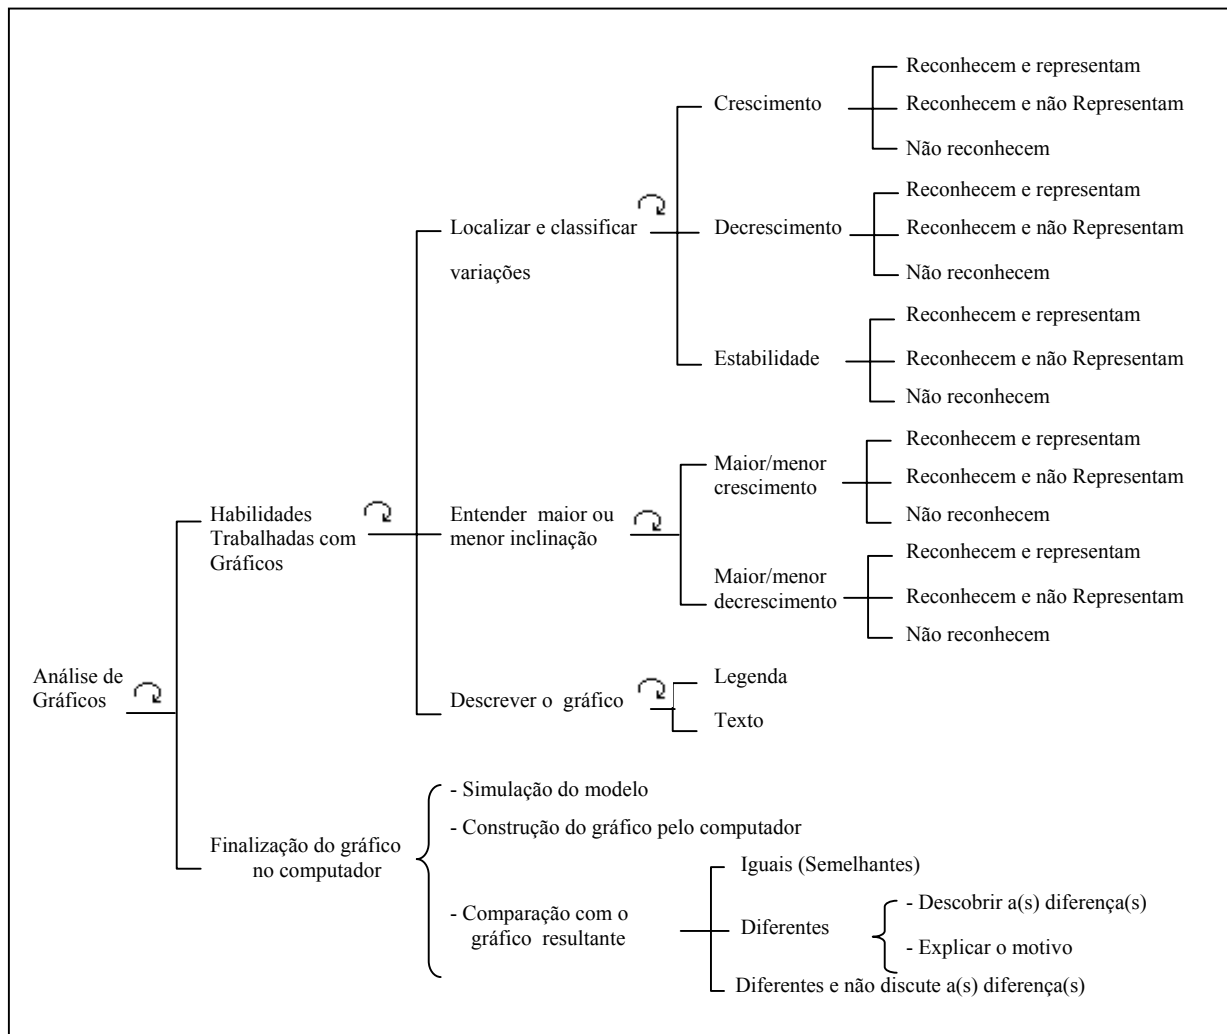 Análise de
Gráficos
Habilidades
Trabalhadas com
Gráficos
Localizar e classificar
variações
Crescimento
Reconhecem e representam
Reconhecem e não Representam
Não reconhecem
Decrescimento
Reconhecem e representam
Reconhecem e não Representam
Não reconhecem
Estabilidade
Reconhecem e representam
Reconhecem e não Representam
Não reconhecem
Entender maior ou
menor inclinação
Maior/menor
crescimento
Reconhecem e representam
Reconhecem e não Representam
Não reconhecem
Maior/menor
decrescimento
Reconhecem e representam
Reconhecem e não Representam
Não reconhecem
Descrever o gráfico
Legenda
Texto
Finalização do gráfico
no computador
- Simulação do modelo
- Construção do gráfico pelo computador
- Comparação com o
gráfico resultante
Iguais (Semelhantes)
Diferentes
- Descobrir a(s) diferença(s)
- Explicar o motivo
Diferentes e não discute a(s) diferença(s)